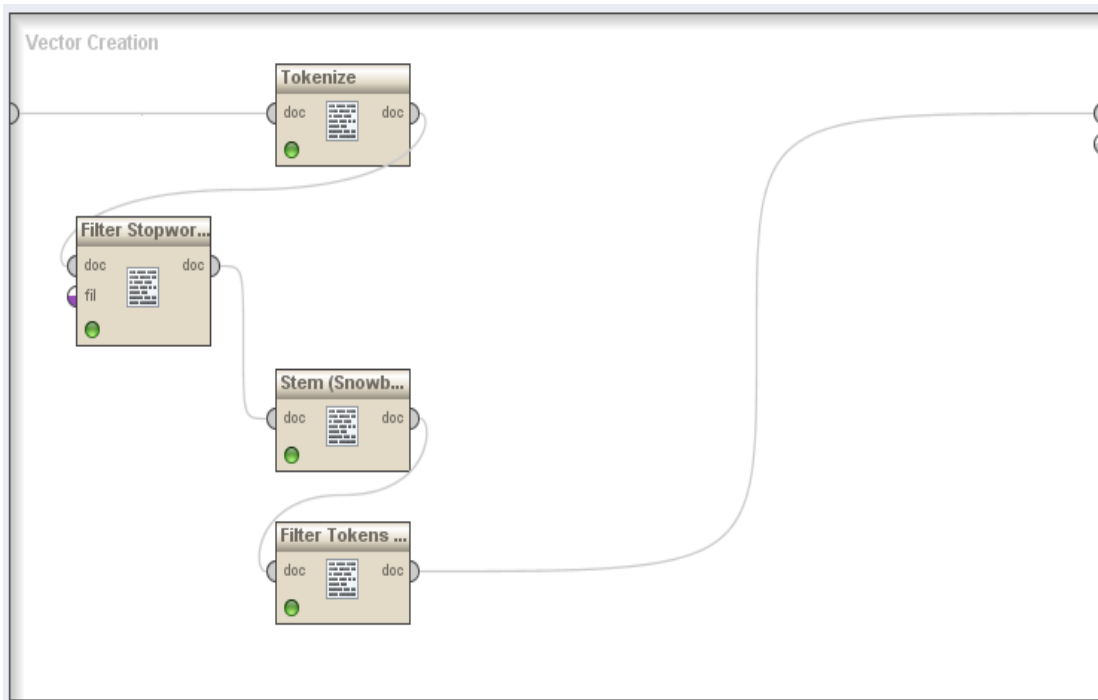 Vector Creation
Tokenize
doc doc
Filter Stopwor...
doc doc
fil
Stem (Snowb...
doc doc
Filter Tokens ...
doc doc